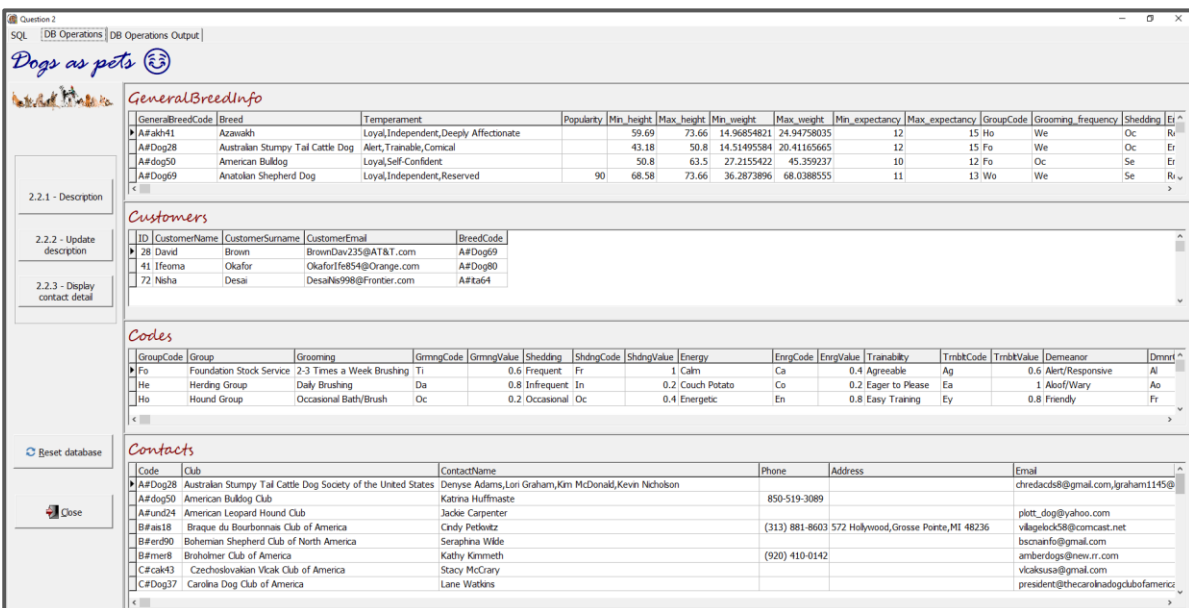 Question 2
SQL DB Operations DB Operations Output
Dogs as pets
GeneralBreedInfo
GeneralBreedCode Breed Temperament Popularity Min_height Max_height Min_weight Max_weight Min_expectancy Max_expectancy GroupCode Grooming_frequency Shedding
A#akh41 Azawakh Loyal,Independent,Deeply Affectionate 59.69 73.66 14.96854821 24.94758035 12 15 Ho We Oc
A#Dog28 Australian Stumpy Tail Cattle Dog Alert,Trainable,Comical 43.18 50.8 14.51495584 20.41165665 12 15 Fo We Oc Er
A#dog50 American Bulldog Loyal,Self-Confident 50.8 63.5 27.2155422 45.359237 10 12 Fo Oc Se Er
A#Dog69 Anatolian Shepherd Dog Loyal,Independent,Reserved 90 68.58 73.66 36.2873896 68.0388555 11 13 Wo We Se
2.2.1 - Description
2.2.2 - Update
description
2.2.3 - Display
contact detail
Customers
ID CustomerName CustomerSurname CustomerEmail BreedCode
28 David Brown BrownDav235@AT&T.com A#Dog69
41 Ifeoma Okafor OkaforIfe854@Orange.com A#Dog80
72 Nisha Desai DesaiNis998@Frontier.com A#ita64
Codes
GroupCode Group Grooming GrmngCode GrmngValue Shedding ShdngCode ShdngValue Energy EnrgCode EnrgValue Trainability TrnbltCode TrnbltValue Demeanor
Fo Foundation Stock Service 2-3 Times a Week Brushing Ti 0.6 Frequent Fr 1 Calm Ca 0.4 Agreeable Ag 0.6 Alert/Responsive Al
He Herding Group Daily Brushing Da 0.8 Infrequent In 0.2 Couch Potato Co 0.2 Eager to Please Ea 1 Aloof/Wary Ao
Ho Hound Group Occasional Bath/Brush Oc 0.2 Occasional Oc 0.4 Energetic En 0.8 Easy Training Ey 0.8 Friendly Fr
Reset database
Close
Contacts
Code Club ContactName Phone Address Email
A#Dog28 Australian Stumpy Tail Cattle Dog Society of the United States Denyse Adams,Lori Graham,Kim McDonald,Kevin Nicholson chredacds8@gmail.com,lgraham1145@
A#dog50 American Bulldog Club Katrina Huffmaste 850-519-3089
A#und24 American Leopard Hound Club Jackie Carpenter plott_dog@yahoo.com
B#ais18 Braque du Bourbonnais Club of America Cindy Petkwitz (313) 881-8603 572 Hollywood,Grosse Pointe,MI 48236 villagelock58@comcast.net
B#erd90 Bohemian Shepherd Club of North America Seraphina Wilde bscnainfo@gmail.com
B#mer8 Broholmer Club of America Kathy Kimmeth (920) 410-0142 amberdogs@new.rr.com
C#cak43 Czechoslovakian Vlcak Club of America Stacy McCrary vlcaksusa@gmail.com
C#Dog37 Carolina Dog Club of America Lane Watkins president@thecarolinadogclubofamerica